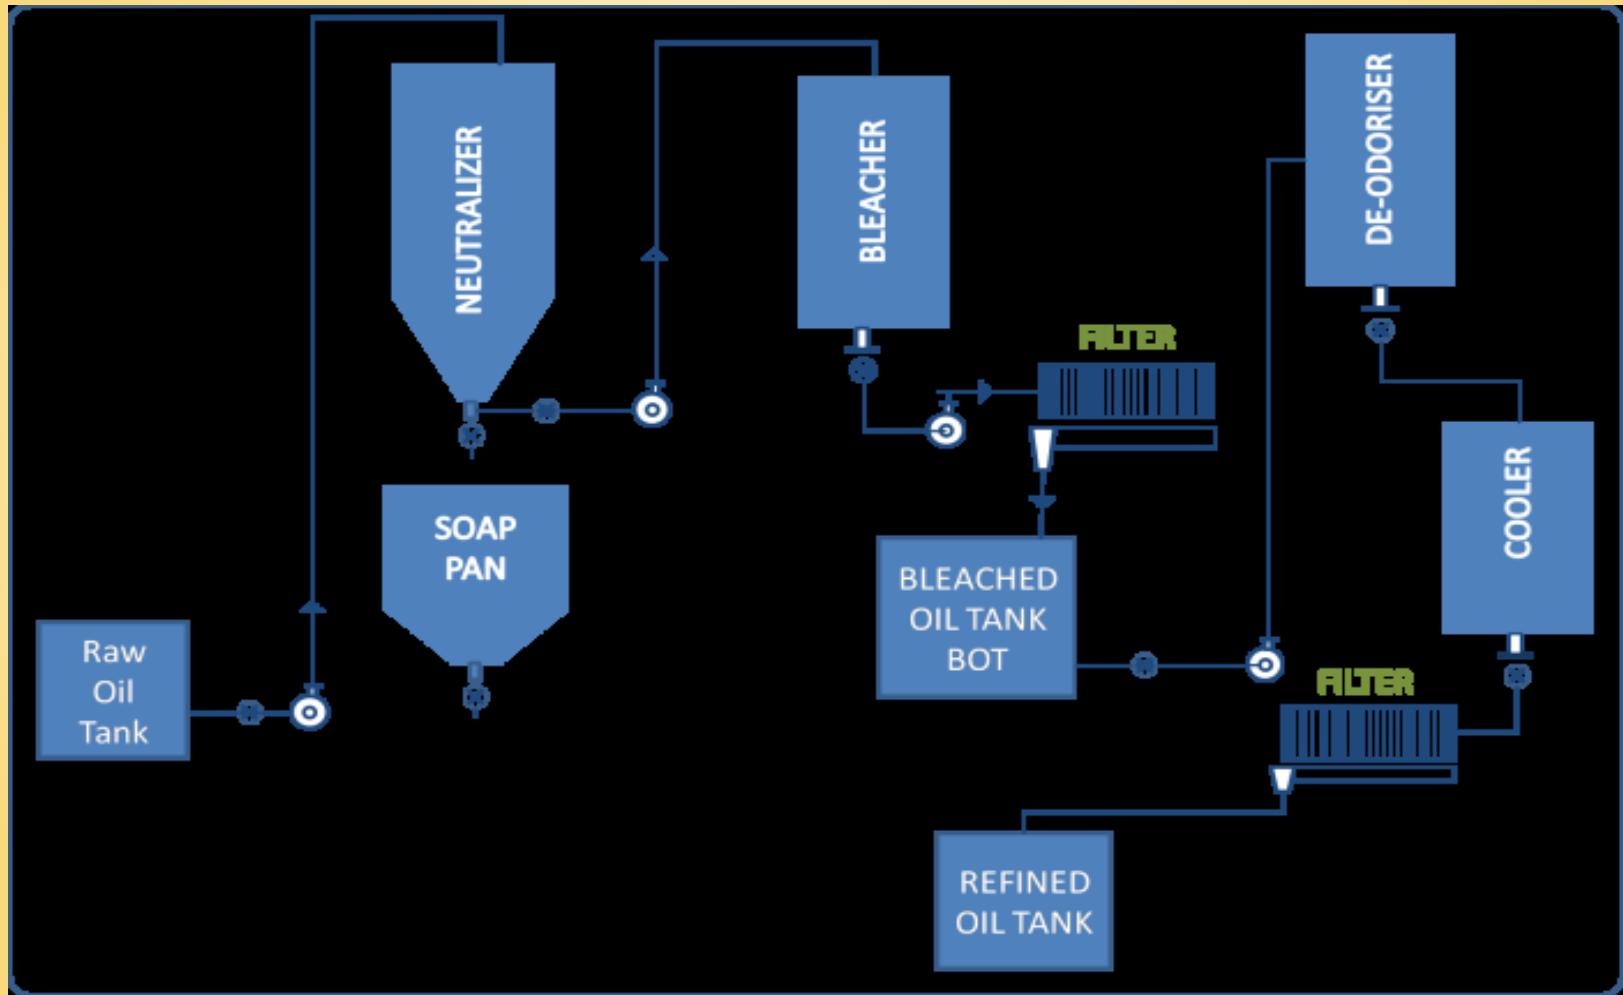 NEUTRALIZER
BLEACHER
DE-ODORISER
FILTER
COOLER
SOAP
PAN
BLEACHED
OIL TANK
BOT
Raw
Oil
Tank
FILTER
REFINED
OIL TANK